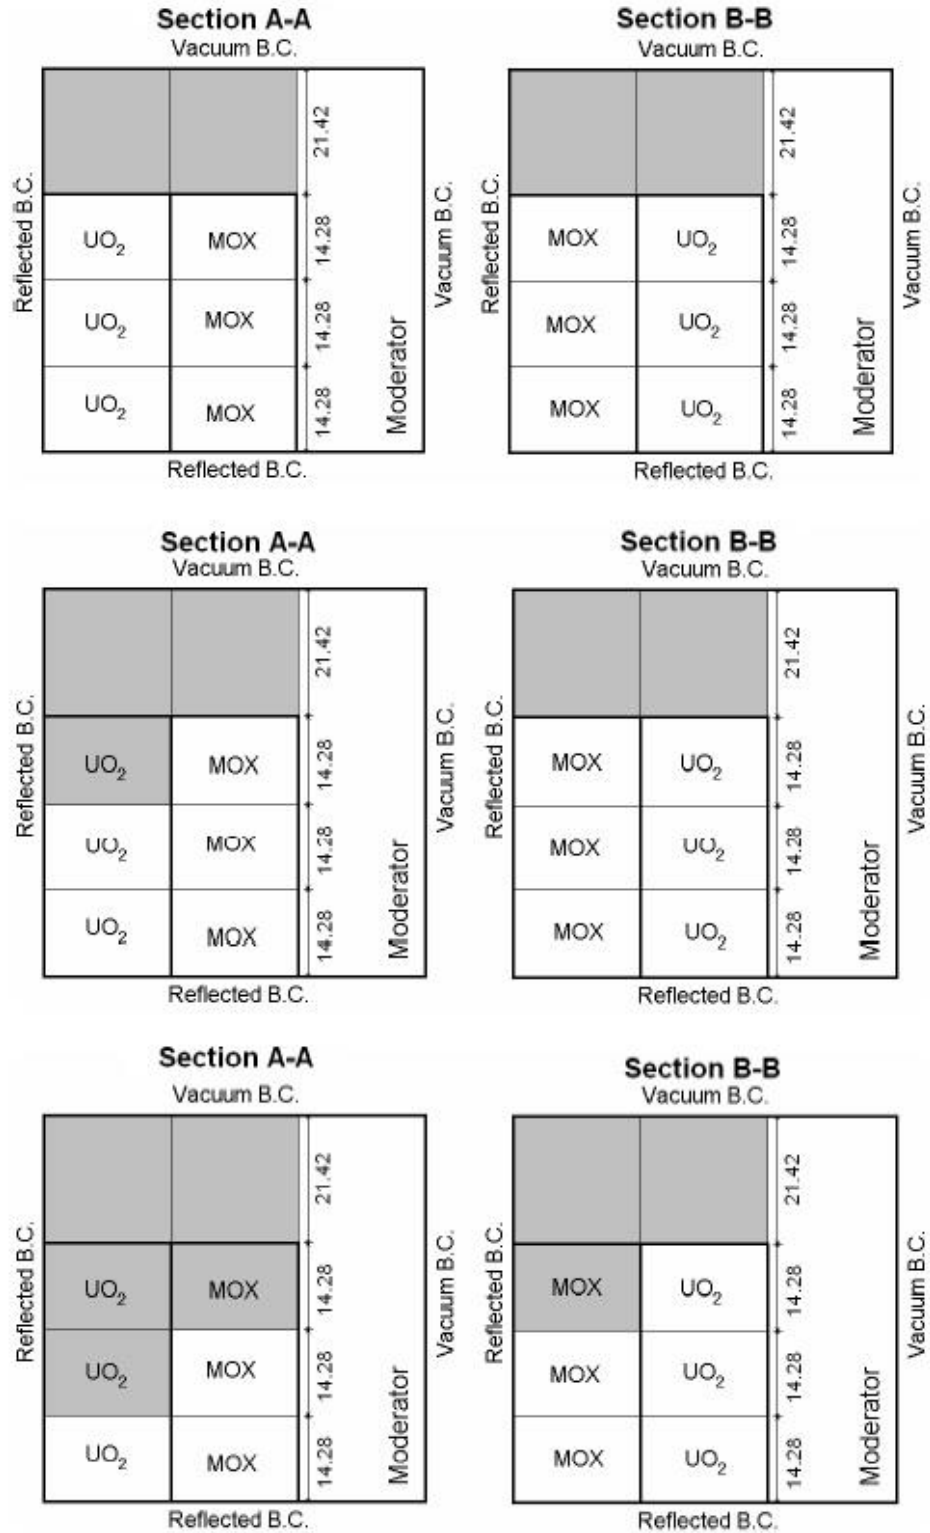 Section A-A
Vacuum B.C.
Reflected B.C.
21.42
UO2
MOX
14.28
UO2
MOX
14.28
UO2
MOX
14.28
Moderator
Vacuum B.C.
Reflected B.C.
Section B-B
Vacuum B.C.
Reflected B.C.
21.42
MOX
UO2
14.28
MOX
UO2
14.28
MOX
UO2
14.28
Moderator
Vacuum B.C.
Reflected B.C.
Section A-A
Vacuum B.C.
Reflected B.C.
21.42
UO2
MOX
14.28
UO2
MOX
14.28
UO2
MOX
14.28
Moderator
Vacuum B.C.
Reflected B.C.
Section B-B
Vacuum B.C.
Reflected B.C.
21.42
MOX
UO2
14.28
MOX
UO2
14.28
MOX
UO2
14.28
Moderator
Vacuum B.C.
Reflected B.C.
Section A-A
Vacuum B.C.
Reflected B.C.
21.42
UO2
MOX
14.28
UO2
MOX
14.28
UO2
MOX
14.28
Moderator
Vacuum B.C.
Reflected B.C.
Section B-B
Vacuum B.C.
Reflected B.C.
21.42
MOX
UO2
14.28
MOX
UO2
14.28
MOX
UO2
14.28
Moderator
Vacuum B.C.
Reflected B.C.